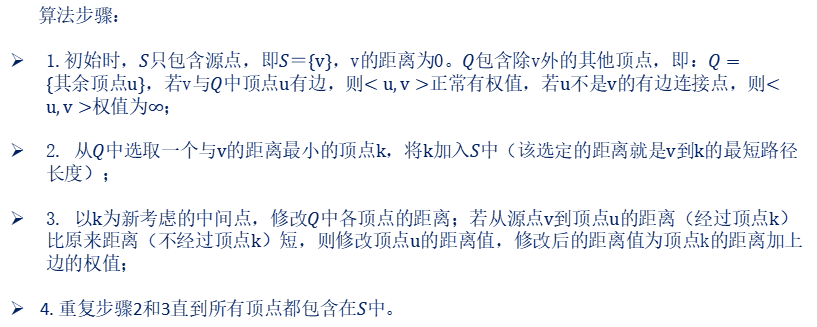 算法步骤：
➢ 1. 初始时，S只包含源点，即S＝{v}，v的距离为0。Q包含除v外的其他顶点，即：Q =
{其余顶点u}，若v与Q中顶点u有边，则< u, v >正常有权值，若u不是v的有边连接点，则<
u, v >权值为∞；
➢ 2. 从Q中选取一个与v的距离最小的顶点k，将k加入S中（该选定的距离就是v到k的最短路径
长度）；
➢ 3. 以k为新考虑的中间点，修改Q中各顶点的距离；若从源点v到顶点u的距离（经过顶点k）
比原来距离（不经过顶点k）短，则修改顶点u的距离值，修改后的距离值为顶点k的距离加上
边的权值；
➢ 4. 重复步骤2和3直到所有顶点都包含在S中。